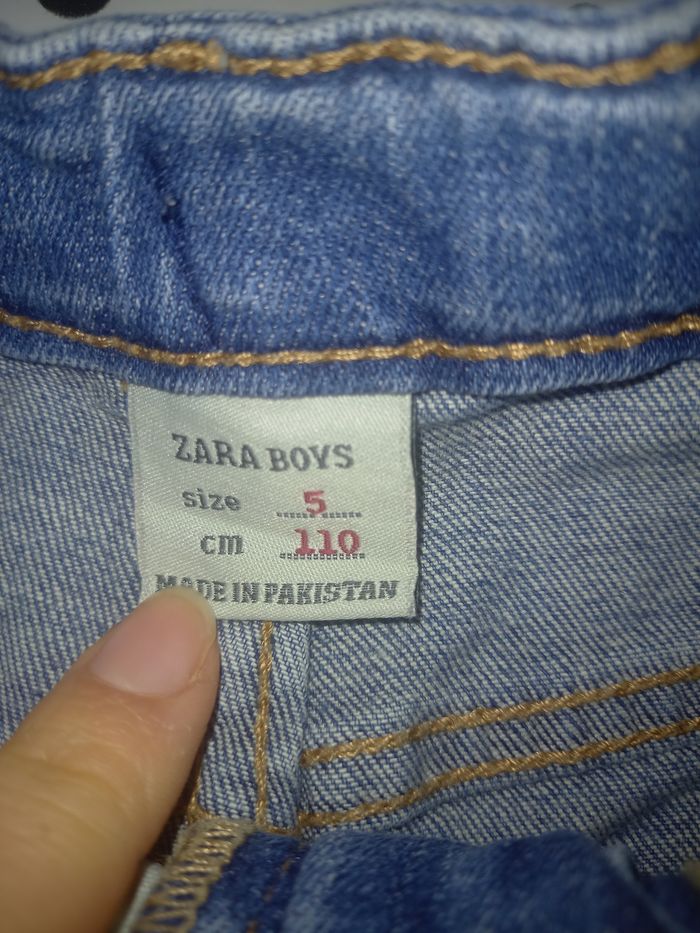 ZARA BOYS
size 5
cm 110
MADE IN PAKISTAN